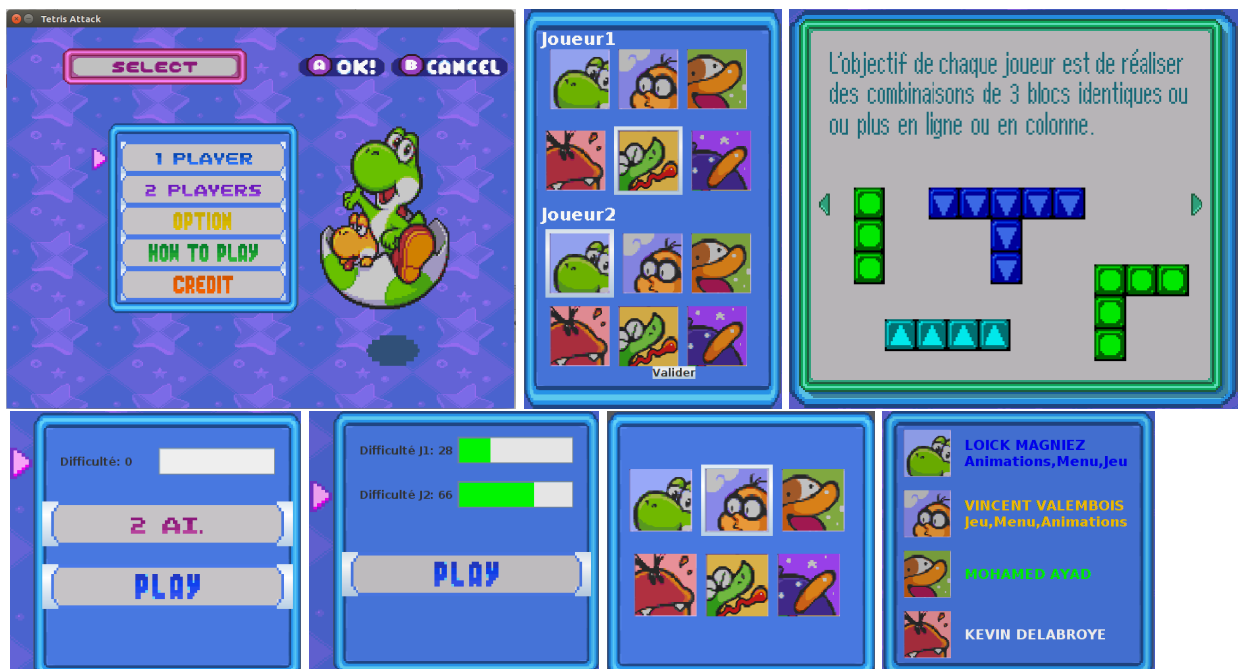 Tetris Attack
SELECT
A OK! B CANCEL
1 PLAYER
2 PLAYERS
OPTION
HOW TO PLAY
CREDIT
Joueur1
Joueur2
Valider
L'objectif de chaque joueur est de réaliser
des combinaisons de 3 blocs identiques ou
ou plus en ligne ou en colonne.
Difficulté: 0
2 AI.
PLAY
Difficulté J1: 28
Difficulté J2: 66
PLAY
LOICK MAGNIEZ
Animations,Menu,Jeu
VINCENT VALEMBOIS
Jeu,Menu,Animations
MOHAMED AYAD
KEVIN DELABROYE